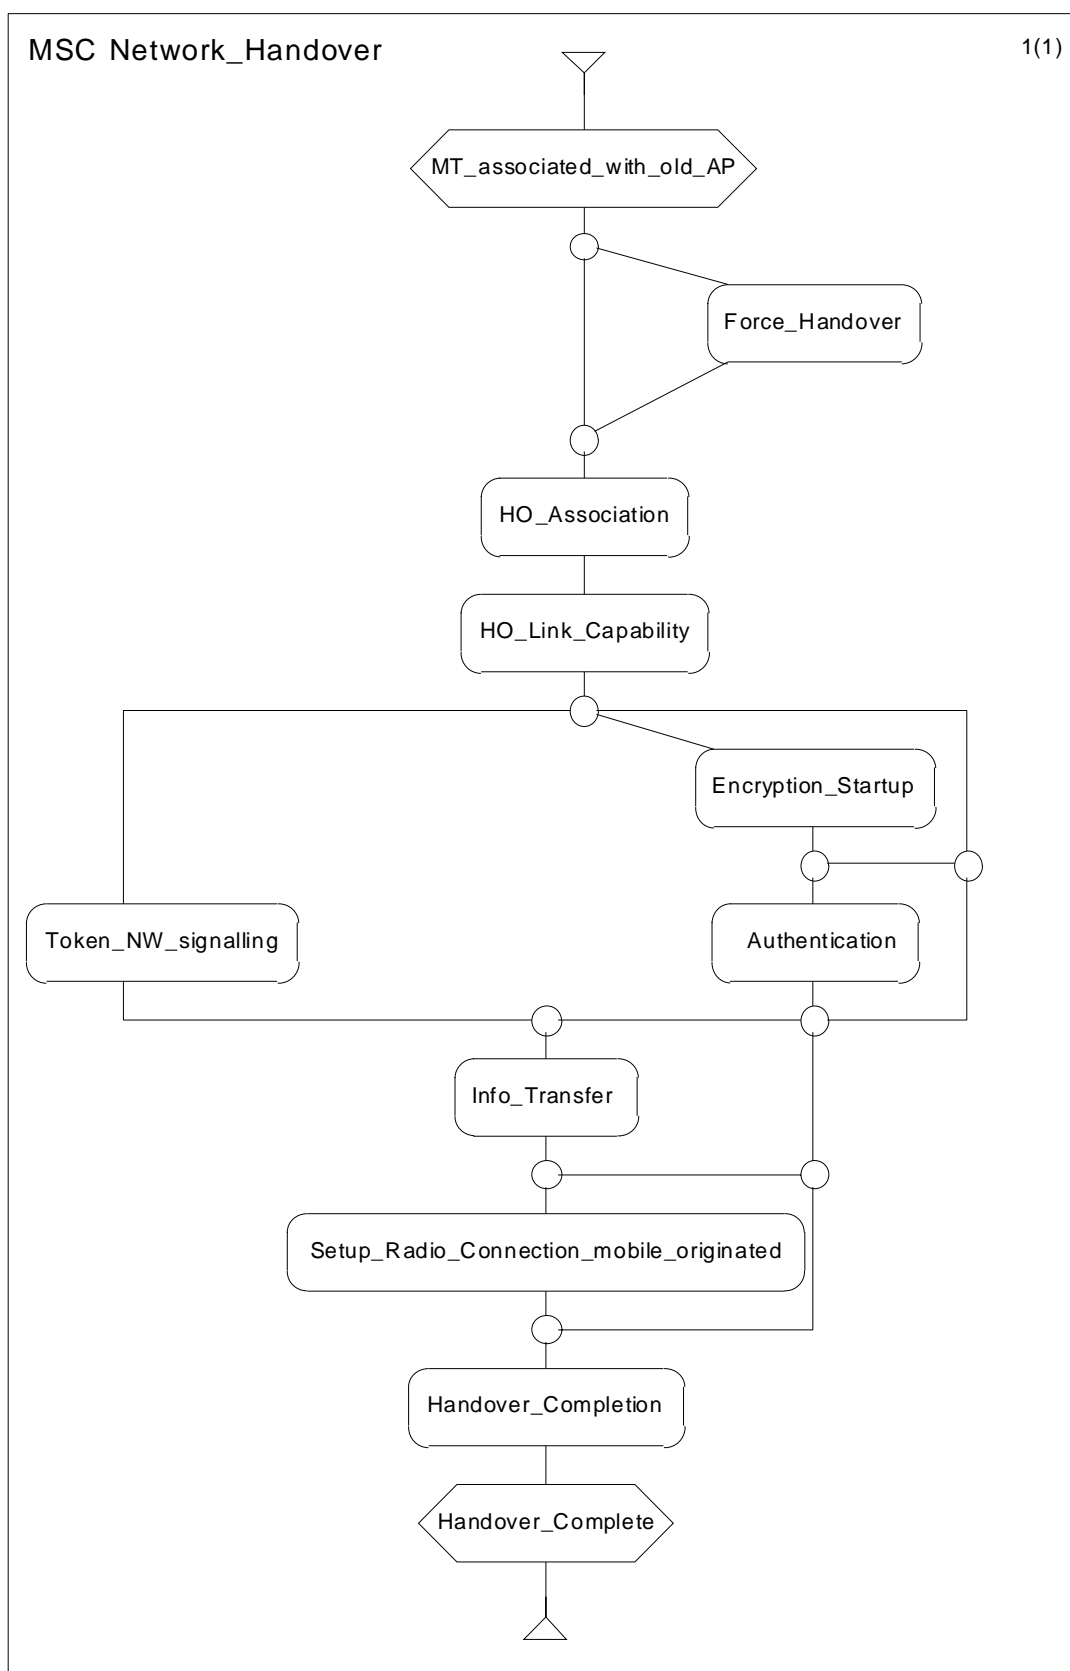 MSC Network_Handover
1(1)
MT_associated_with_old_AP
Force_Handover
HO_Association
HO_Link_Capability
Encryption_Startup
Token_NW_signalling
Authentication
Info_Transfer
Setup_Radio_Connection_mobile_originated
Handover_Completion
Handover_Complete